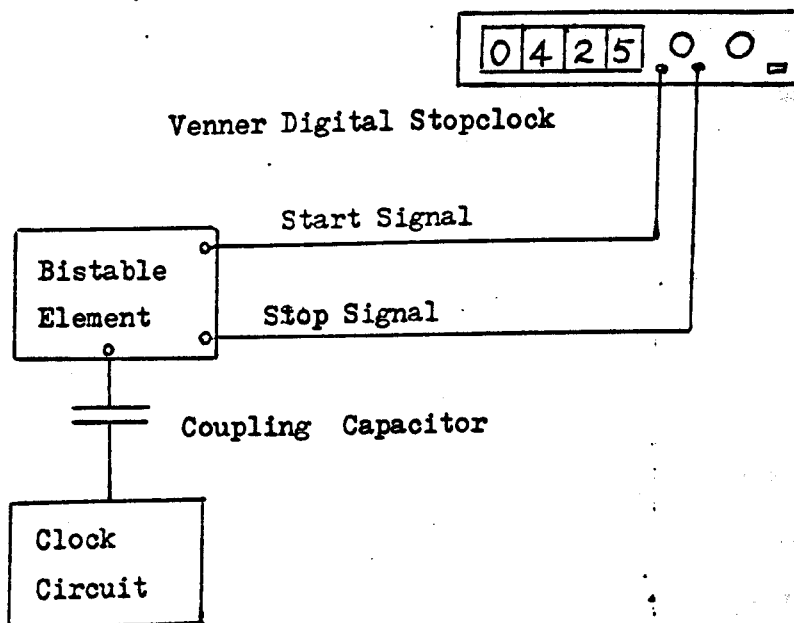 0425
Venner Digital Stopclock
Start Signal
Bistable
Element
Stop Signal
Coupling Capacitor
Clock
Circuit